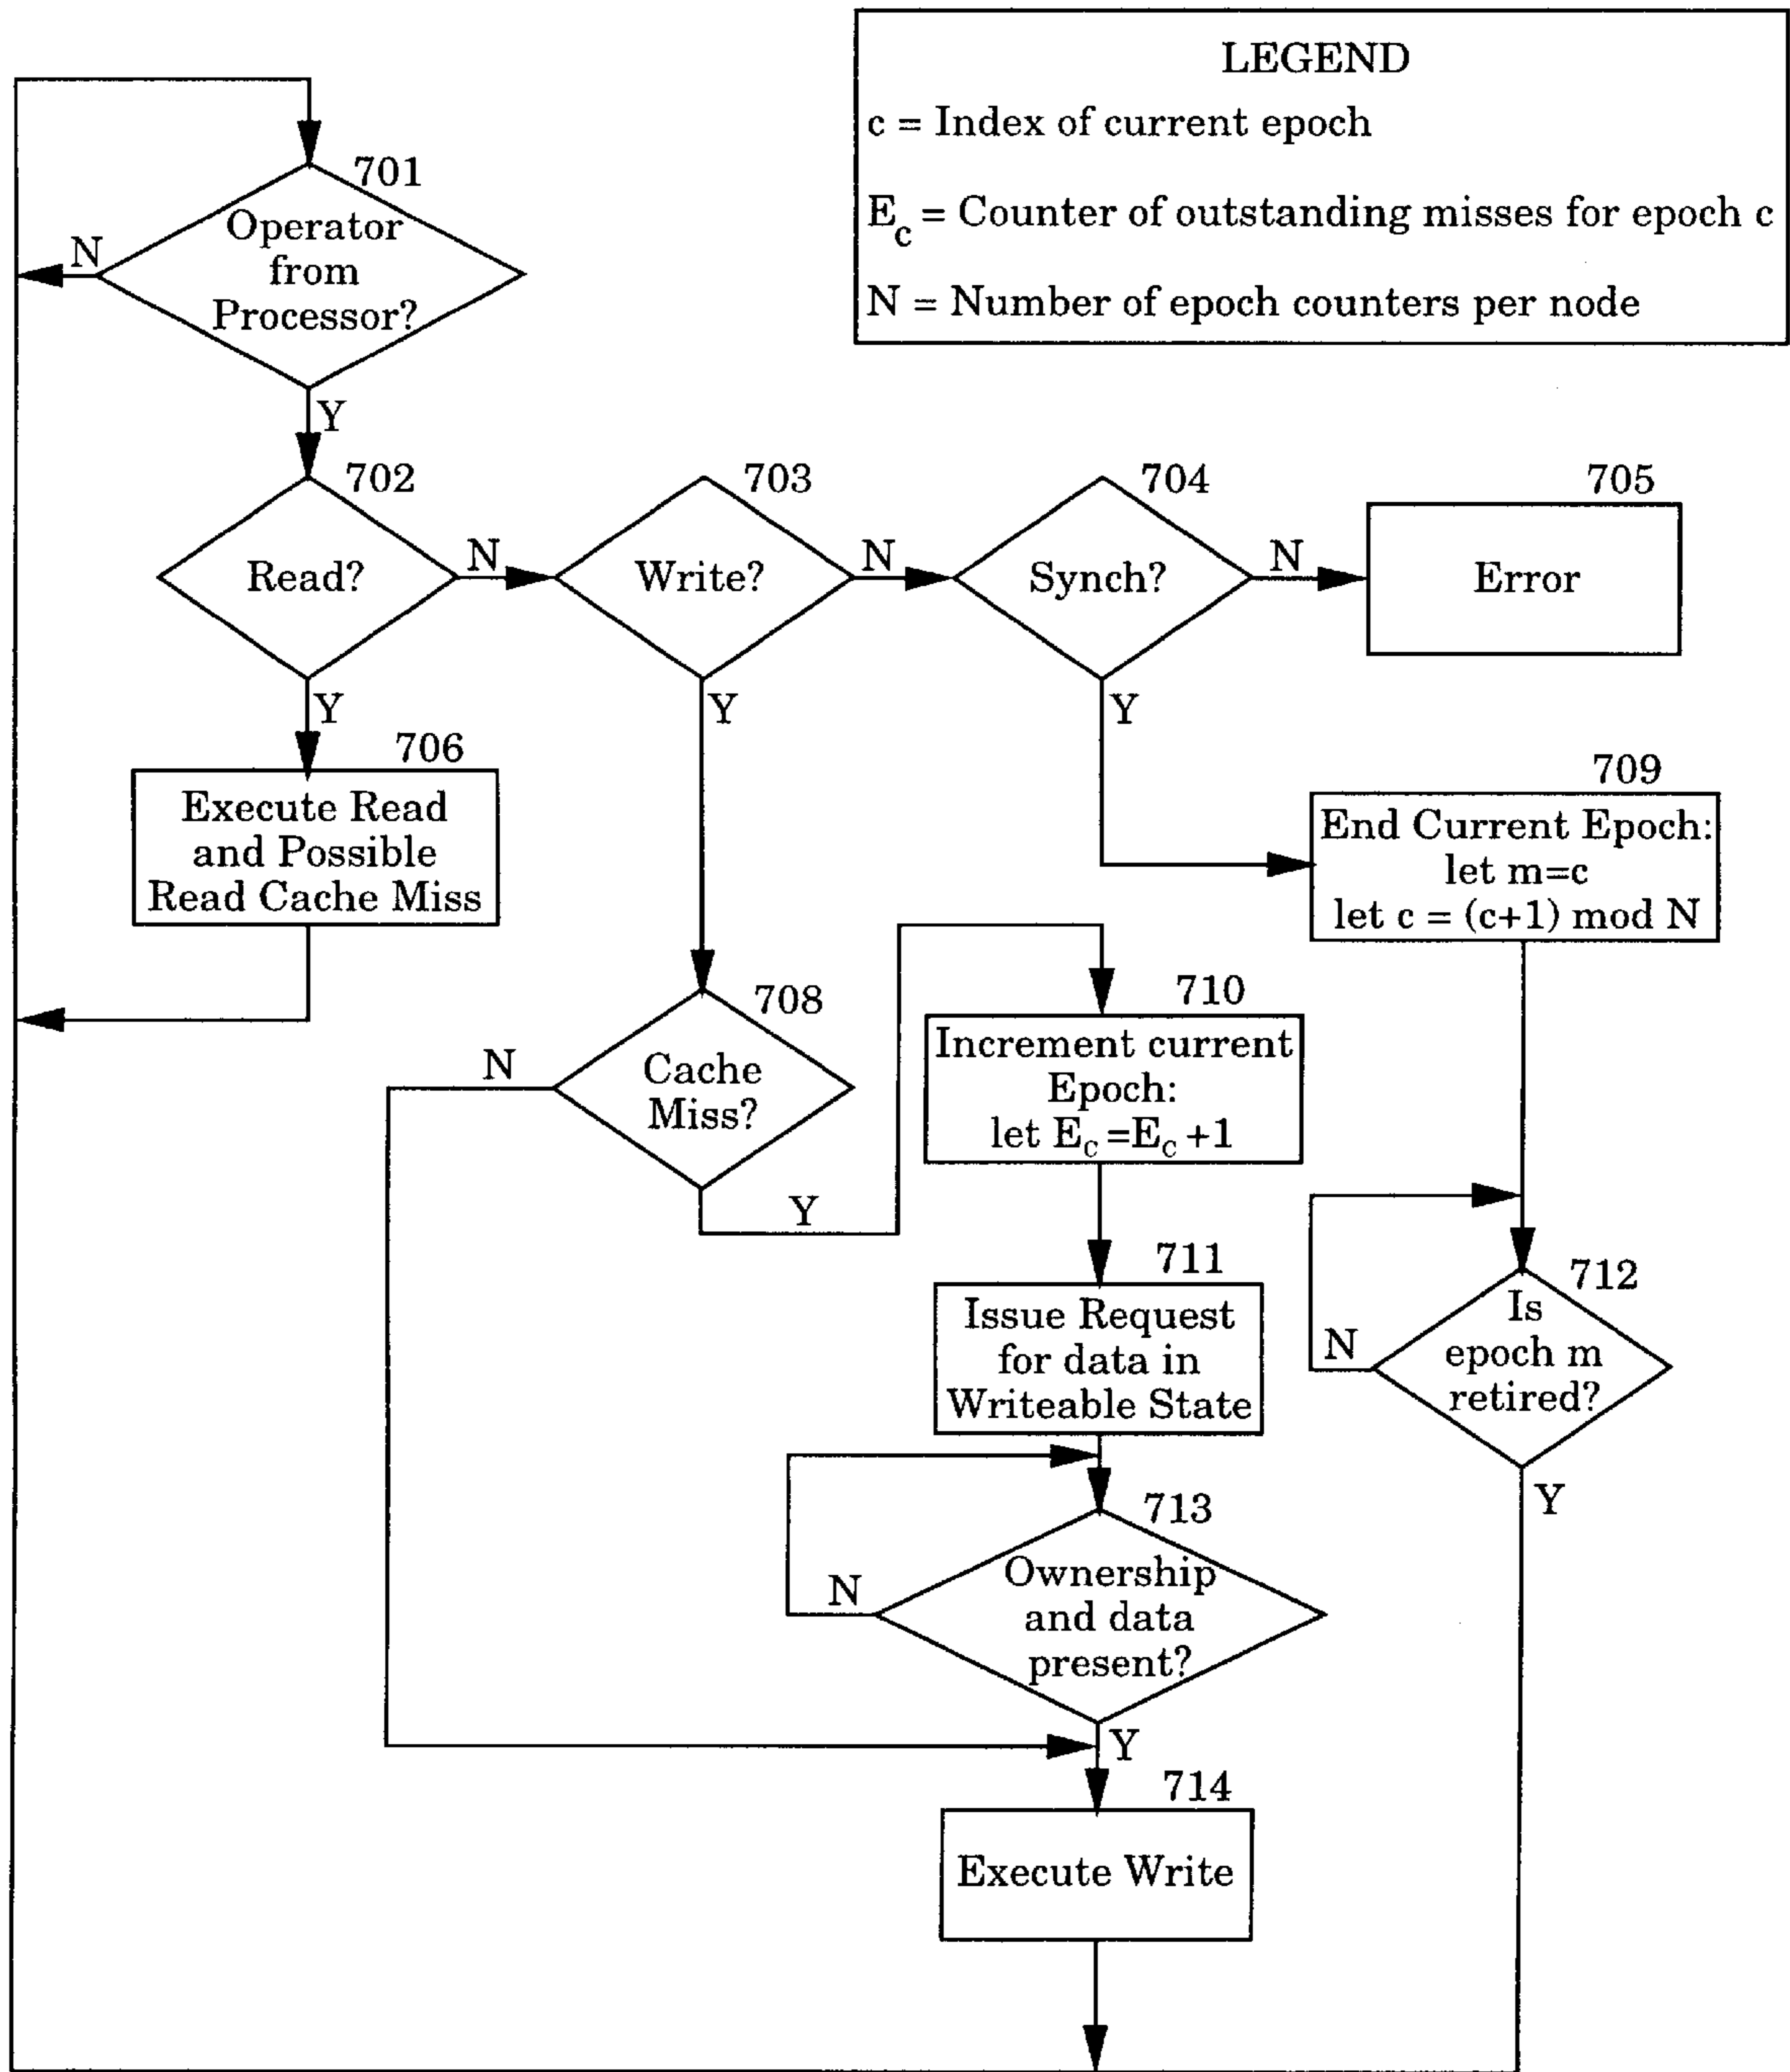 LEGEND
c = Index of current epoch
E_c = Counter of outstanding misses for epoch c
N = Number of epoch counters per node
701
Operator
from
Processor?
N
Y
702
Read?
N
703
Write?
N
704
Synch?
N
705
Error
Y
Y
Y
706
Execute Read
and Possible
Read Cache Miss
709
End Current Epoch:
let m=c
let c = (c+1) mod N
708
Cache
Miss?
N
Y
710
Increment current
Epoch:
let E_c =E_c +1
711
Issue Request
for data in
Writeable State
712
Is
epoch m
retired?
N
Y
713
Ownership
and data
present?
N
Y
714
Execute Write